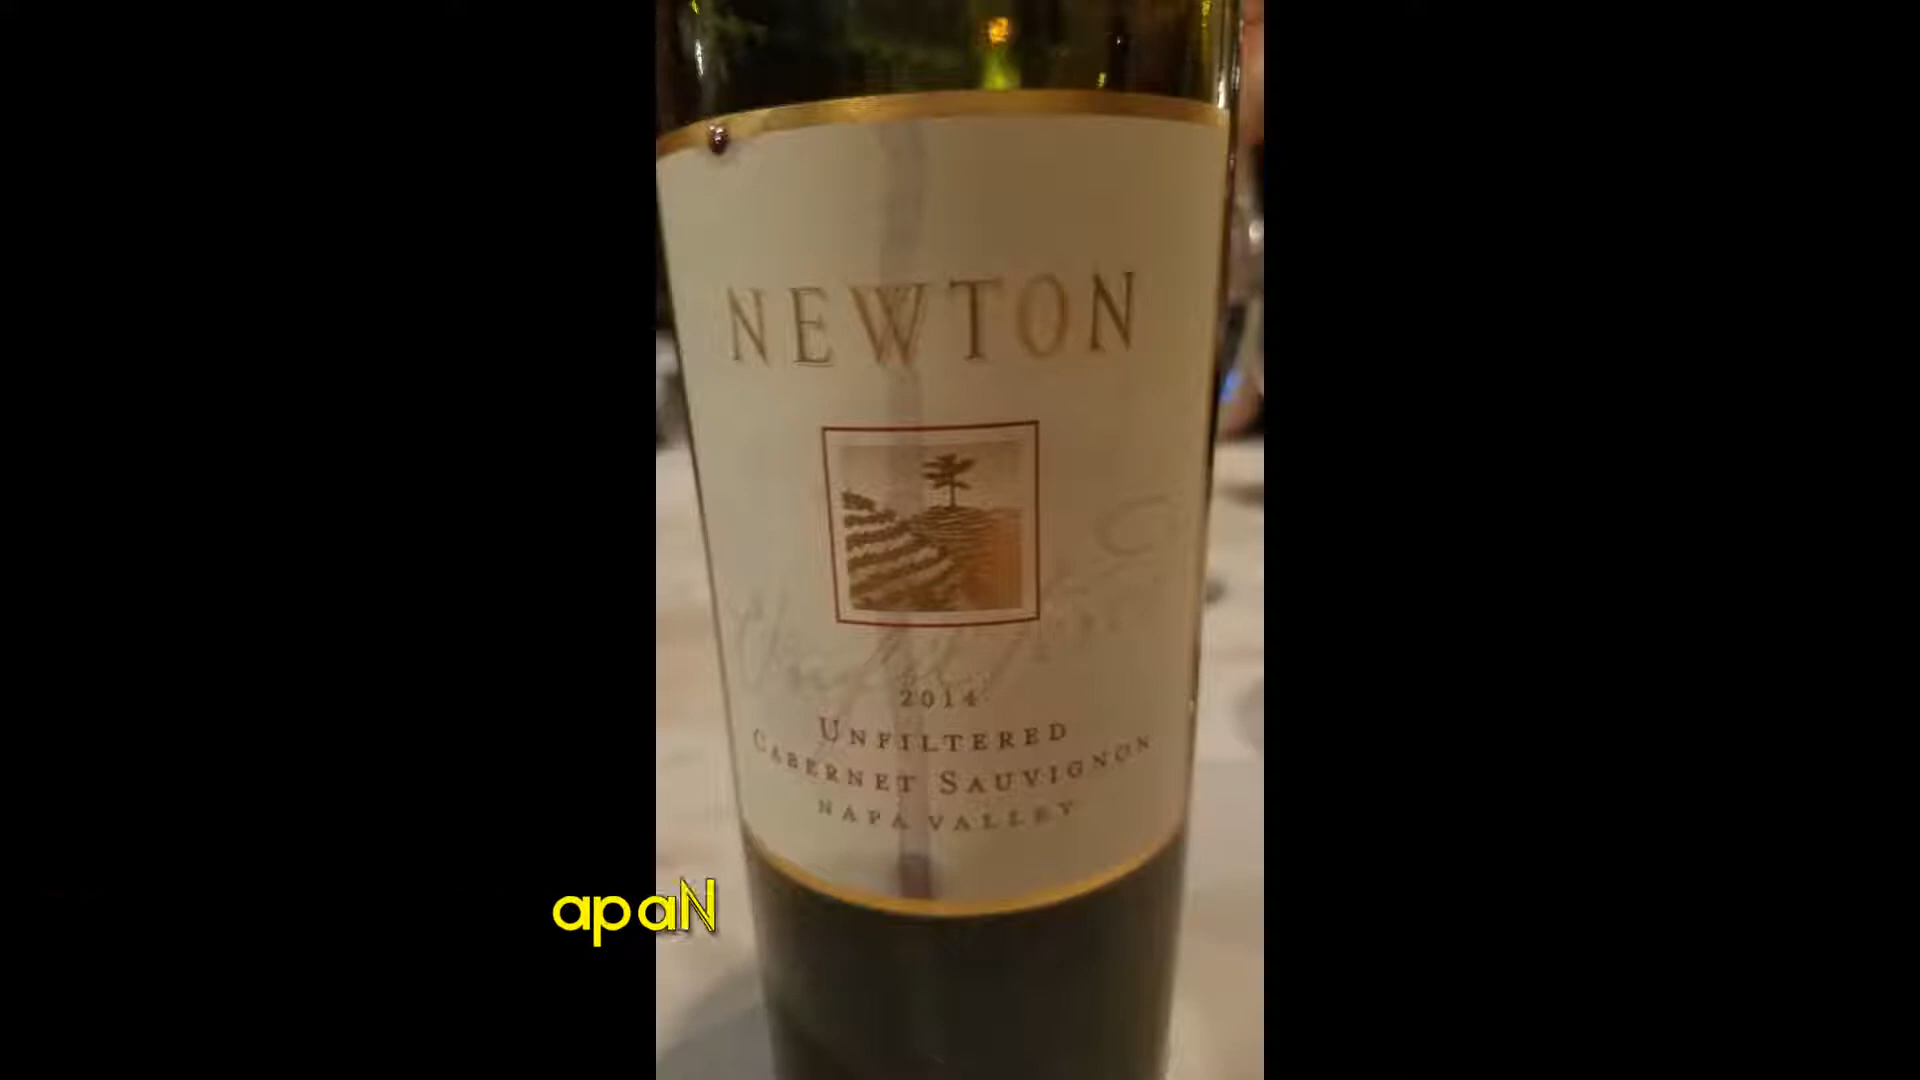 NEWTON
2014
UNFILTERED
CABERNET SAUVIGNON
NAPA VALLEY
apaN